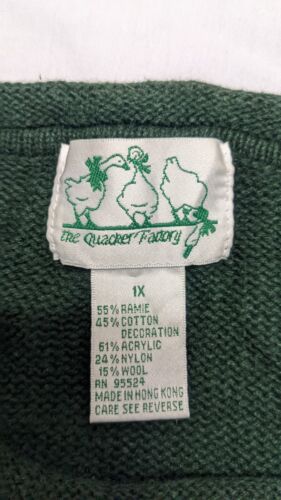 the Quacker Factory
1X
55% RAMIE
45% COTTON
DECORATION
61% ACRYLIC
24% NYLON
15% WOOL
RN 95524
MADE IN HONG KONG
CARE SEE REVERSE